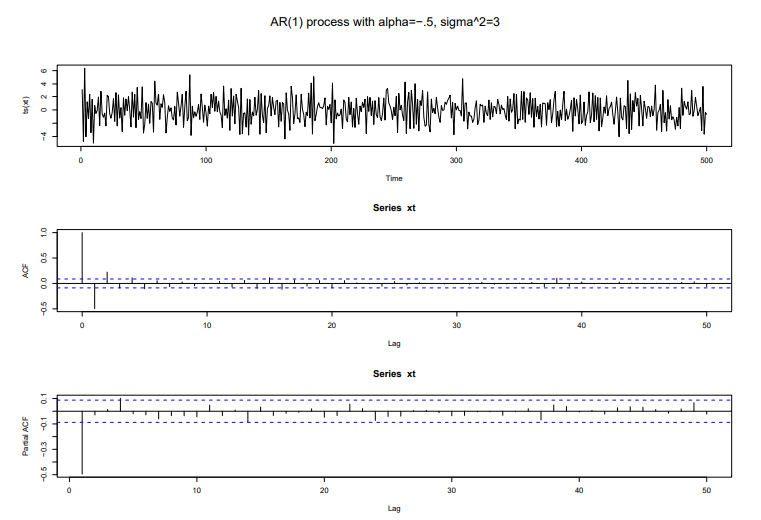 AR(1) process with alpha=−.5, sigma^2=3
ts(xt)
6
4
2
0
−4
0 100 200 300 400 500
Time
Series xt
ACF
1.0
0.5
0.0
−0.5
0 10 20 30 40 50
Lag
Series xt
Partial ACF
0.1
−0.1
−0.3
−0.5
0 10 20 30 40 50
Lag